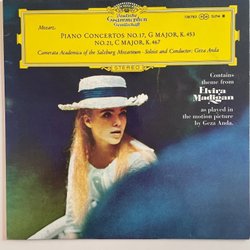 Deutsche
Grammophon
Gesellschaft
Mozart
PIANO CONCERTOS NO.17, G MAJOR, K. 453
NO.21, C MAJOR, K. 467
Camerata Academica of the Salzburg Mozarteum · Soloist and Conductor: Géza Anda
STEREO
Contains
theme from
Elvira
Madigan
as played in
the motion picture
by Geza Anda.